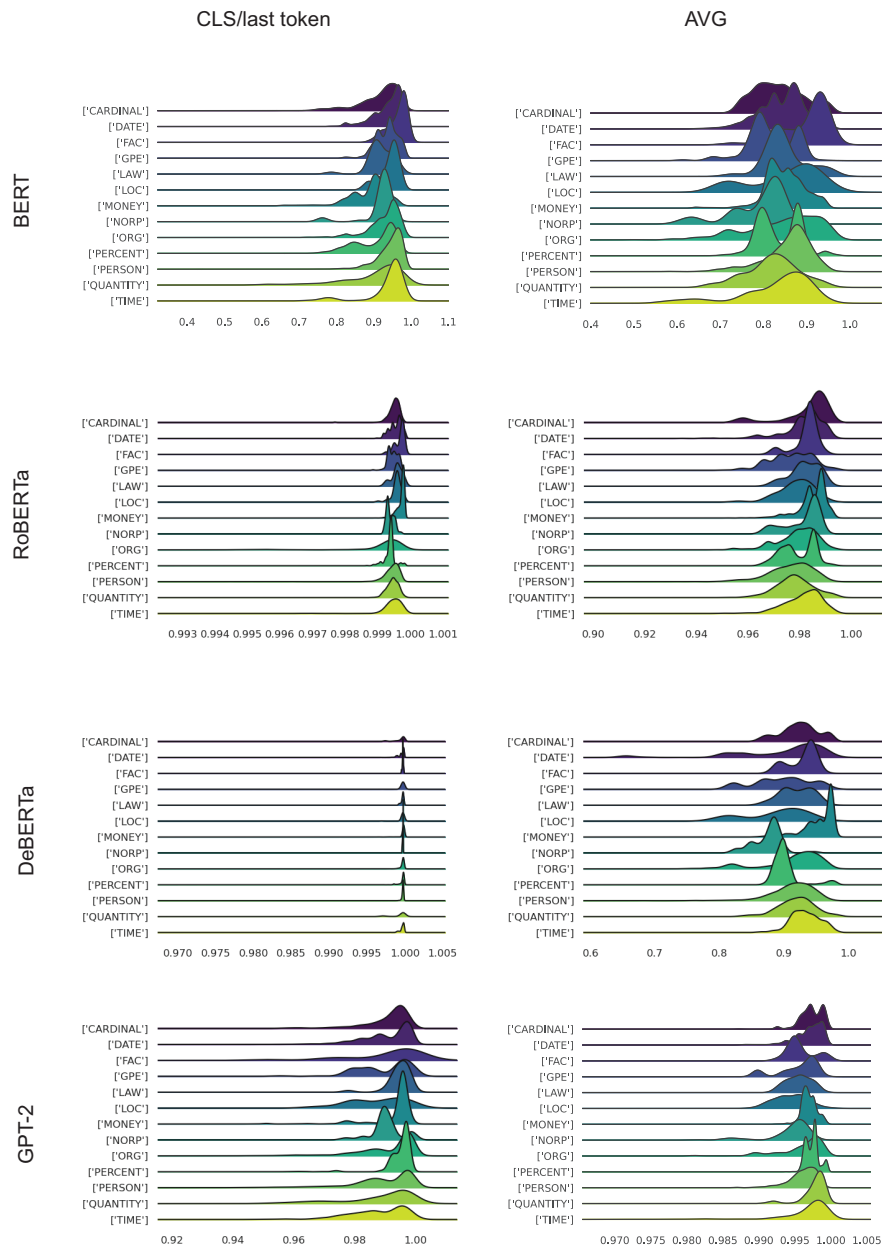 CLS/last token AVG
BERT
['CARDINAL']
['DATE']
['FAC']
['GPE']
['LAW']
['LOC']
['MONEY']
['NORP']
['ORG']
['PERCENT']
['PERSON']
['QUANTITY']
['TIME']
0.4 0.5 0.6 0.7 0.8 0.9 1.0 1.1
['CARDINAL']
['DATE']
['FAC']
['GPE']
['LAW']
['LOC']
['MONEY']
['NORP']
['ORG']
['PERCENT']
['PERSON']
['QUANTITY']
['TIME']
0.4 0.5 0.6 0.7 0.8 0.9 1.0
RoBERTa
['CARDINAL']
['DATE']
['FAC']
['GPE']
['LAW']
['LOC']
['MONEY']
['NORP']
['ORG']
['PERCENT']
['PERSON']
['QUANTITY']
['TIME']
0.993 0.994 0.995 0.996 0.997 0.998 0.999 1.000 1.001
['CARDINAL']
['DATE']
['FAC']
['GPE']
['LAW']
['LOC']
['MONEY']
['NORP']
['ORG']
['PERCENT']
['PERSON']
['QUANTITY']
['TIME']
0.90 0.92 0.94 0.96 0.98 1.00
DeBERTa
['CARDINAL']
['DATE']
['FAC']
['GPE']
['LAW']
['LOC']
['MONEY']
['NORP']
['ORG']
['PERCENT']
['PERSON']
['QUANTITY']
['TIME']
0.970 0.975 0.980 0.985 0.990 0.995 1.000 1.005
['CARDINAL']
['DATE']
['FAC']
['GPE']
['LAW']
['LOC']
['MONEY']
['NORP']
['ORG']
['PERCENT']
['PERSON']
['QUANTITY']
['TIME']
0.6 0.7 0.8 0.9 1.0
GPT-2
['CARDINAL']
['DATE']
['FAC']
['GPE']
['LAW']
['LOC']
['MONEY']
['NORP']
['ORG']
['PERCENT']
['PERSON']
['QUANTITY']
['TIME']
0.92 0.94 0.96 0.98 1.00
['CARDINAL']
['DATE']
['FAC']
['GPE']
['LAW']
['LOC']
['MONEY']
['NORP']
['ORG']
['PERCENT']
['PERSON']
['QUANTITY']
['TIME']
0.970 0.975 0.980 0.985 0.990 0.995 1.000 1.005